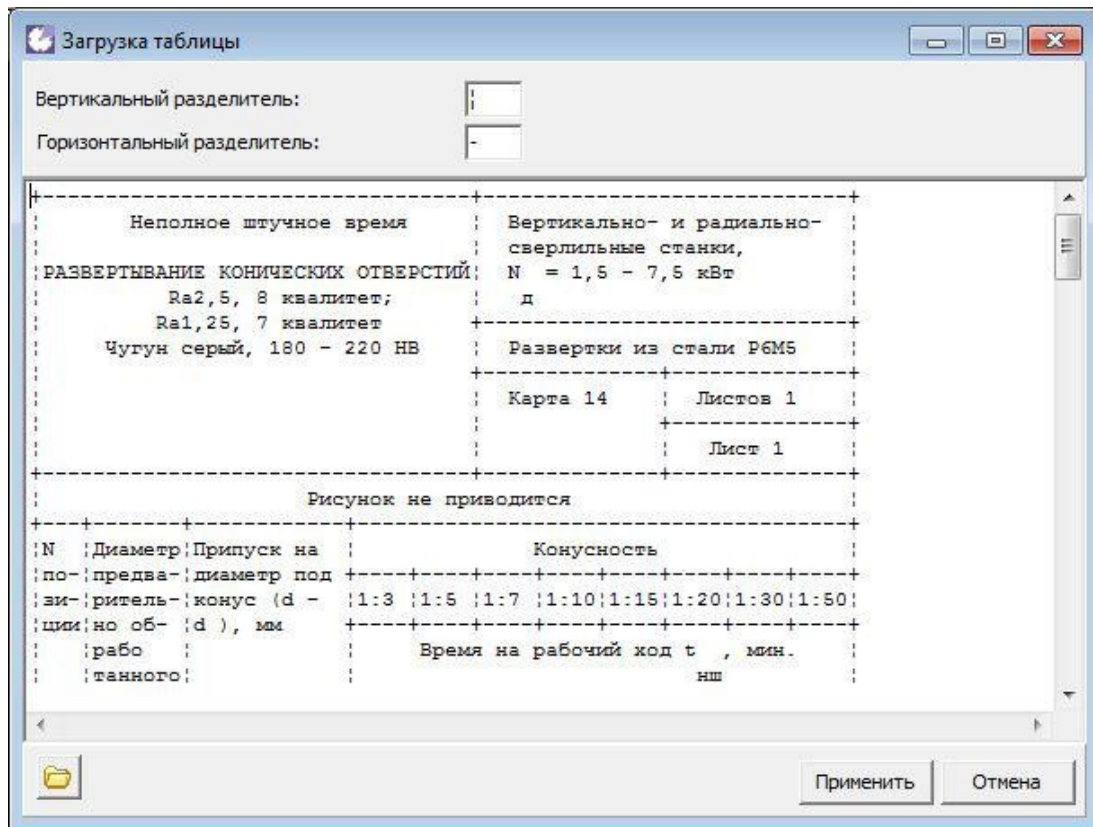 Загрузка таблицы
Вертикальный разделитель: ¦
Горизонтальный разделитель: -
+----------------------------------+-----------------------------+
¦ Неполное штучное время ¦ Вертикально- и радиально- ¦
¦ ¦ сверлильные станки, ¦
¦РАЗВЕРТЫВАНИЕ КОНИЧЕСКИХ ОТВЕРСТИЙ¦ N = 1,5 - 7,5 кВт ¦
¦ Ra2,5, 8 квалитет; ¦ д ¦
¦ Ra1,25, 7 квалитет +-----------------------------+
¦ Чугун серый, 180 - 220 НВ ¦ Развертки из стали Р6М5 ¦
¦ +--------------+--------------+
¦ ¦ Карта 14 ¦ Листов 1 ¦
¦ ¦ +--------------+
¦ ¦ ¦ Лист 1 ¦
+----------------------------------+--------------+--------------+
¦ Рисунок не приводится ¦
+---+-------+------------+---------------------------------------+
¦N ¦Диаметр¦Припуск на ¦ Конусность ¦
¦по-¦предва-¦диаметр под +----+----+----+----+----+----+----+----+
¦зи-¦ритель-¦конус (d - ¦1:3 ¦1:5 ¦1:7 ¦1:10¦1:15¦1:20¦1:30¦1:50¦
¦ции¦но об- ¦d ), мм +----+----+----+----+----+----+----+----+
¦ ¦рабо ¦ ¦ Время на рабочий ход t , мин. ¦
¦ ¦танного¦ ¦ нш ¦
Применить Отмена